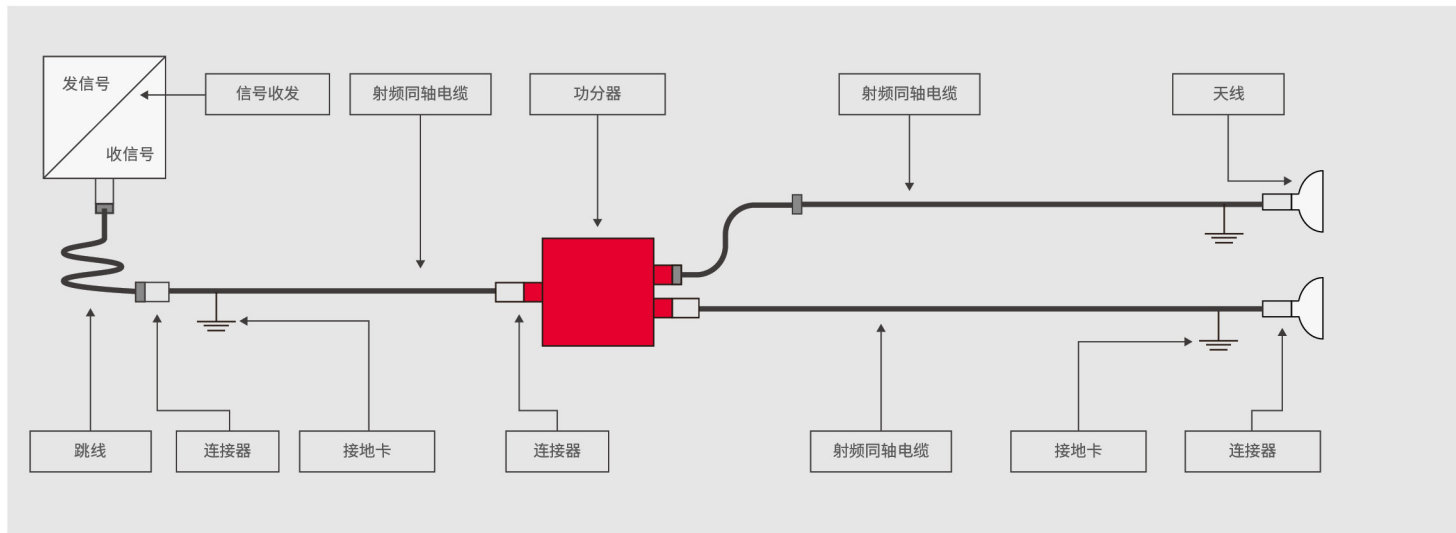 发信号
收信号
信号收发
射频同轴电缆
功分器
射频同轴电缆
天线
跳线
连接器
接地卡
连接器
射频同轴电缆
接地卡
连接器